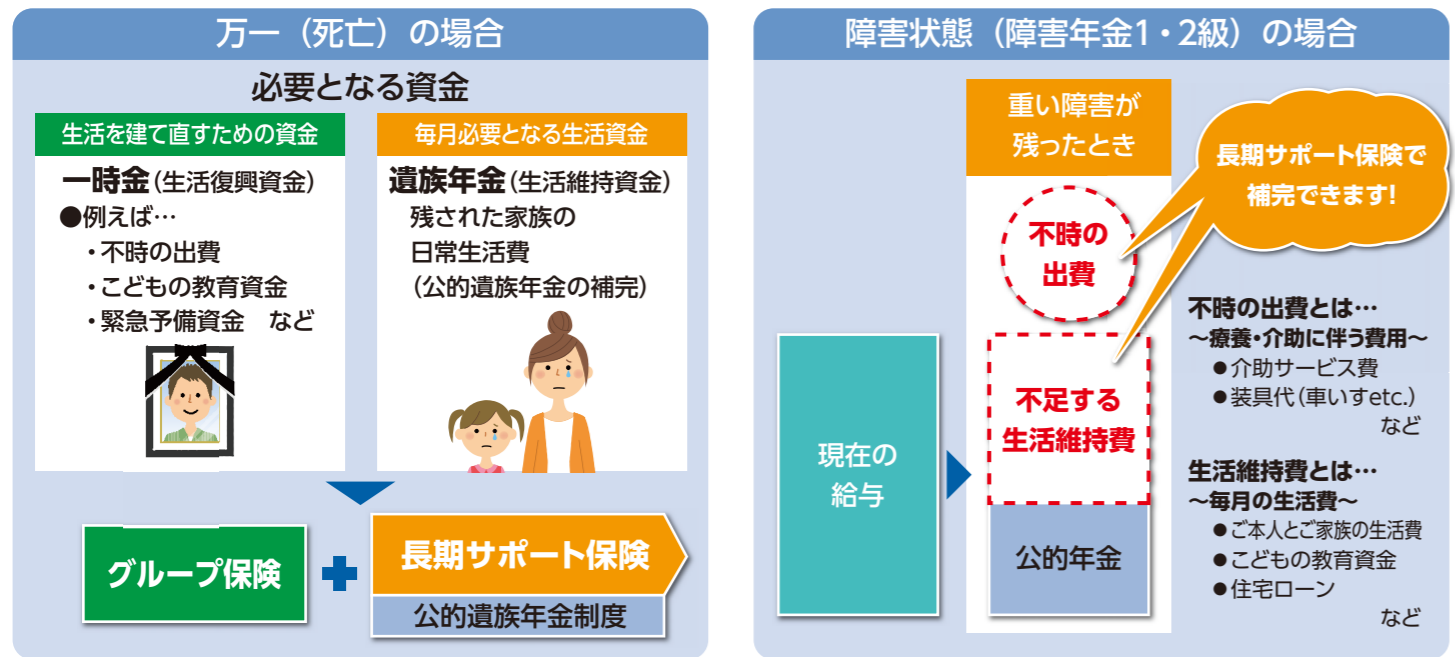 万一（死亡）の場合
必要となる資金
生活を建て直すための資金
一時金（生活復興資金）
●例えば…
・不時の出費
・こどもの教育資金
・緊急予備資金　など
毎月必要となる生活資金
遺族年金（生活維持資金）
残された家族の
日常生活費
（公的遺族年金の補完）
グループ保険
長期サポート保険
公的遺族年金制度
障害状態（障害年金1・2級）の場合
現在の
給与
重い障害が
残ったとき
不時の
出費
不足する
生活維持費
公的年金
長期サポート保険で
補完できます!
不時の出費とは…
～療養・介助に伴う費用～
●介助サービス費
●装具代（車いすetc.）
など
生活維持費とは…
～毎月の生活費～
●ご本人とご家族の生活費
●こどもの教育資金
●住宅ローン
など